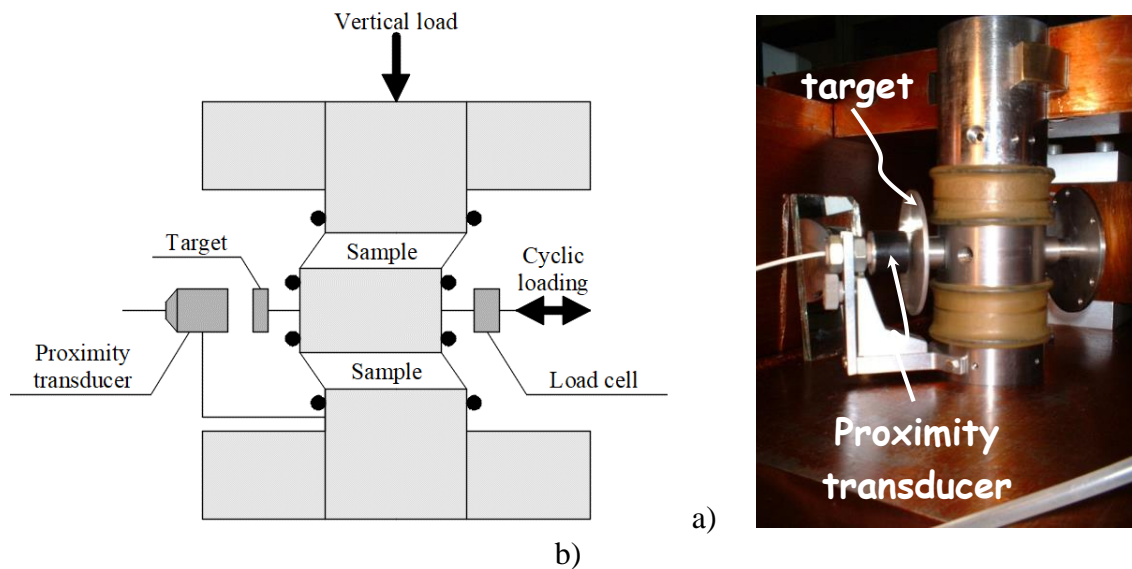 Vertical load
Sample
Target
Cyclic
loading
Proximity
transducer
Sample
Load cell
a)
b)
target
Proximity
transducer